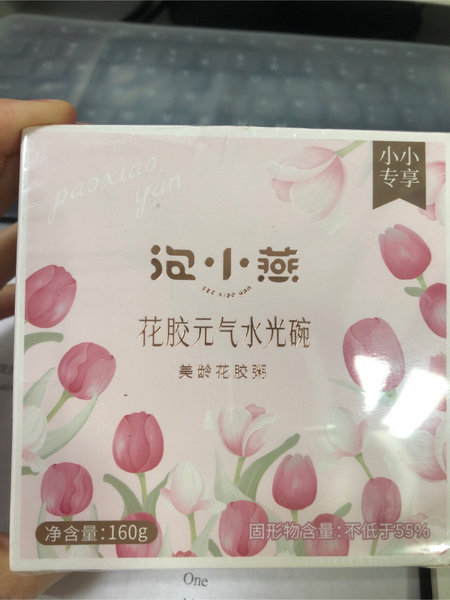 paoxiao
yan
小小
专享
泡小燕
pao xiao yan
花胶元气水光碗
美龄花胶粥
净含量:160g
固形物含量:不低于55%
One